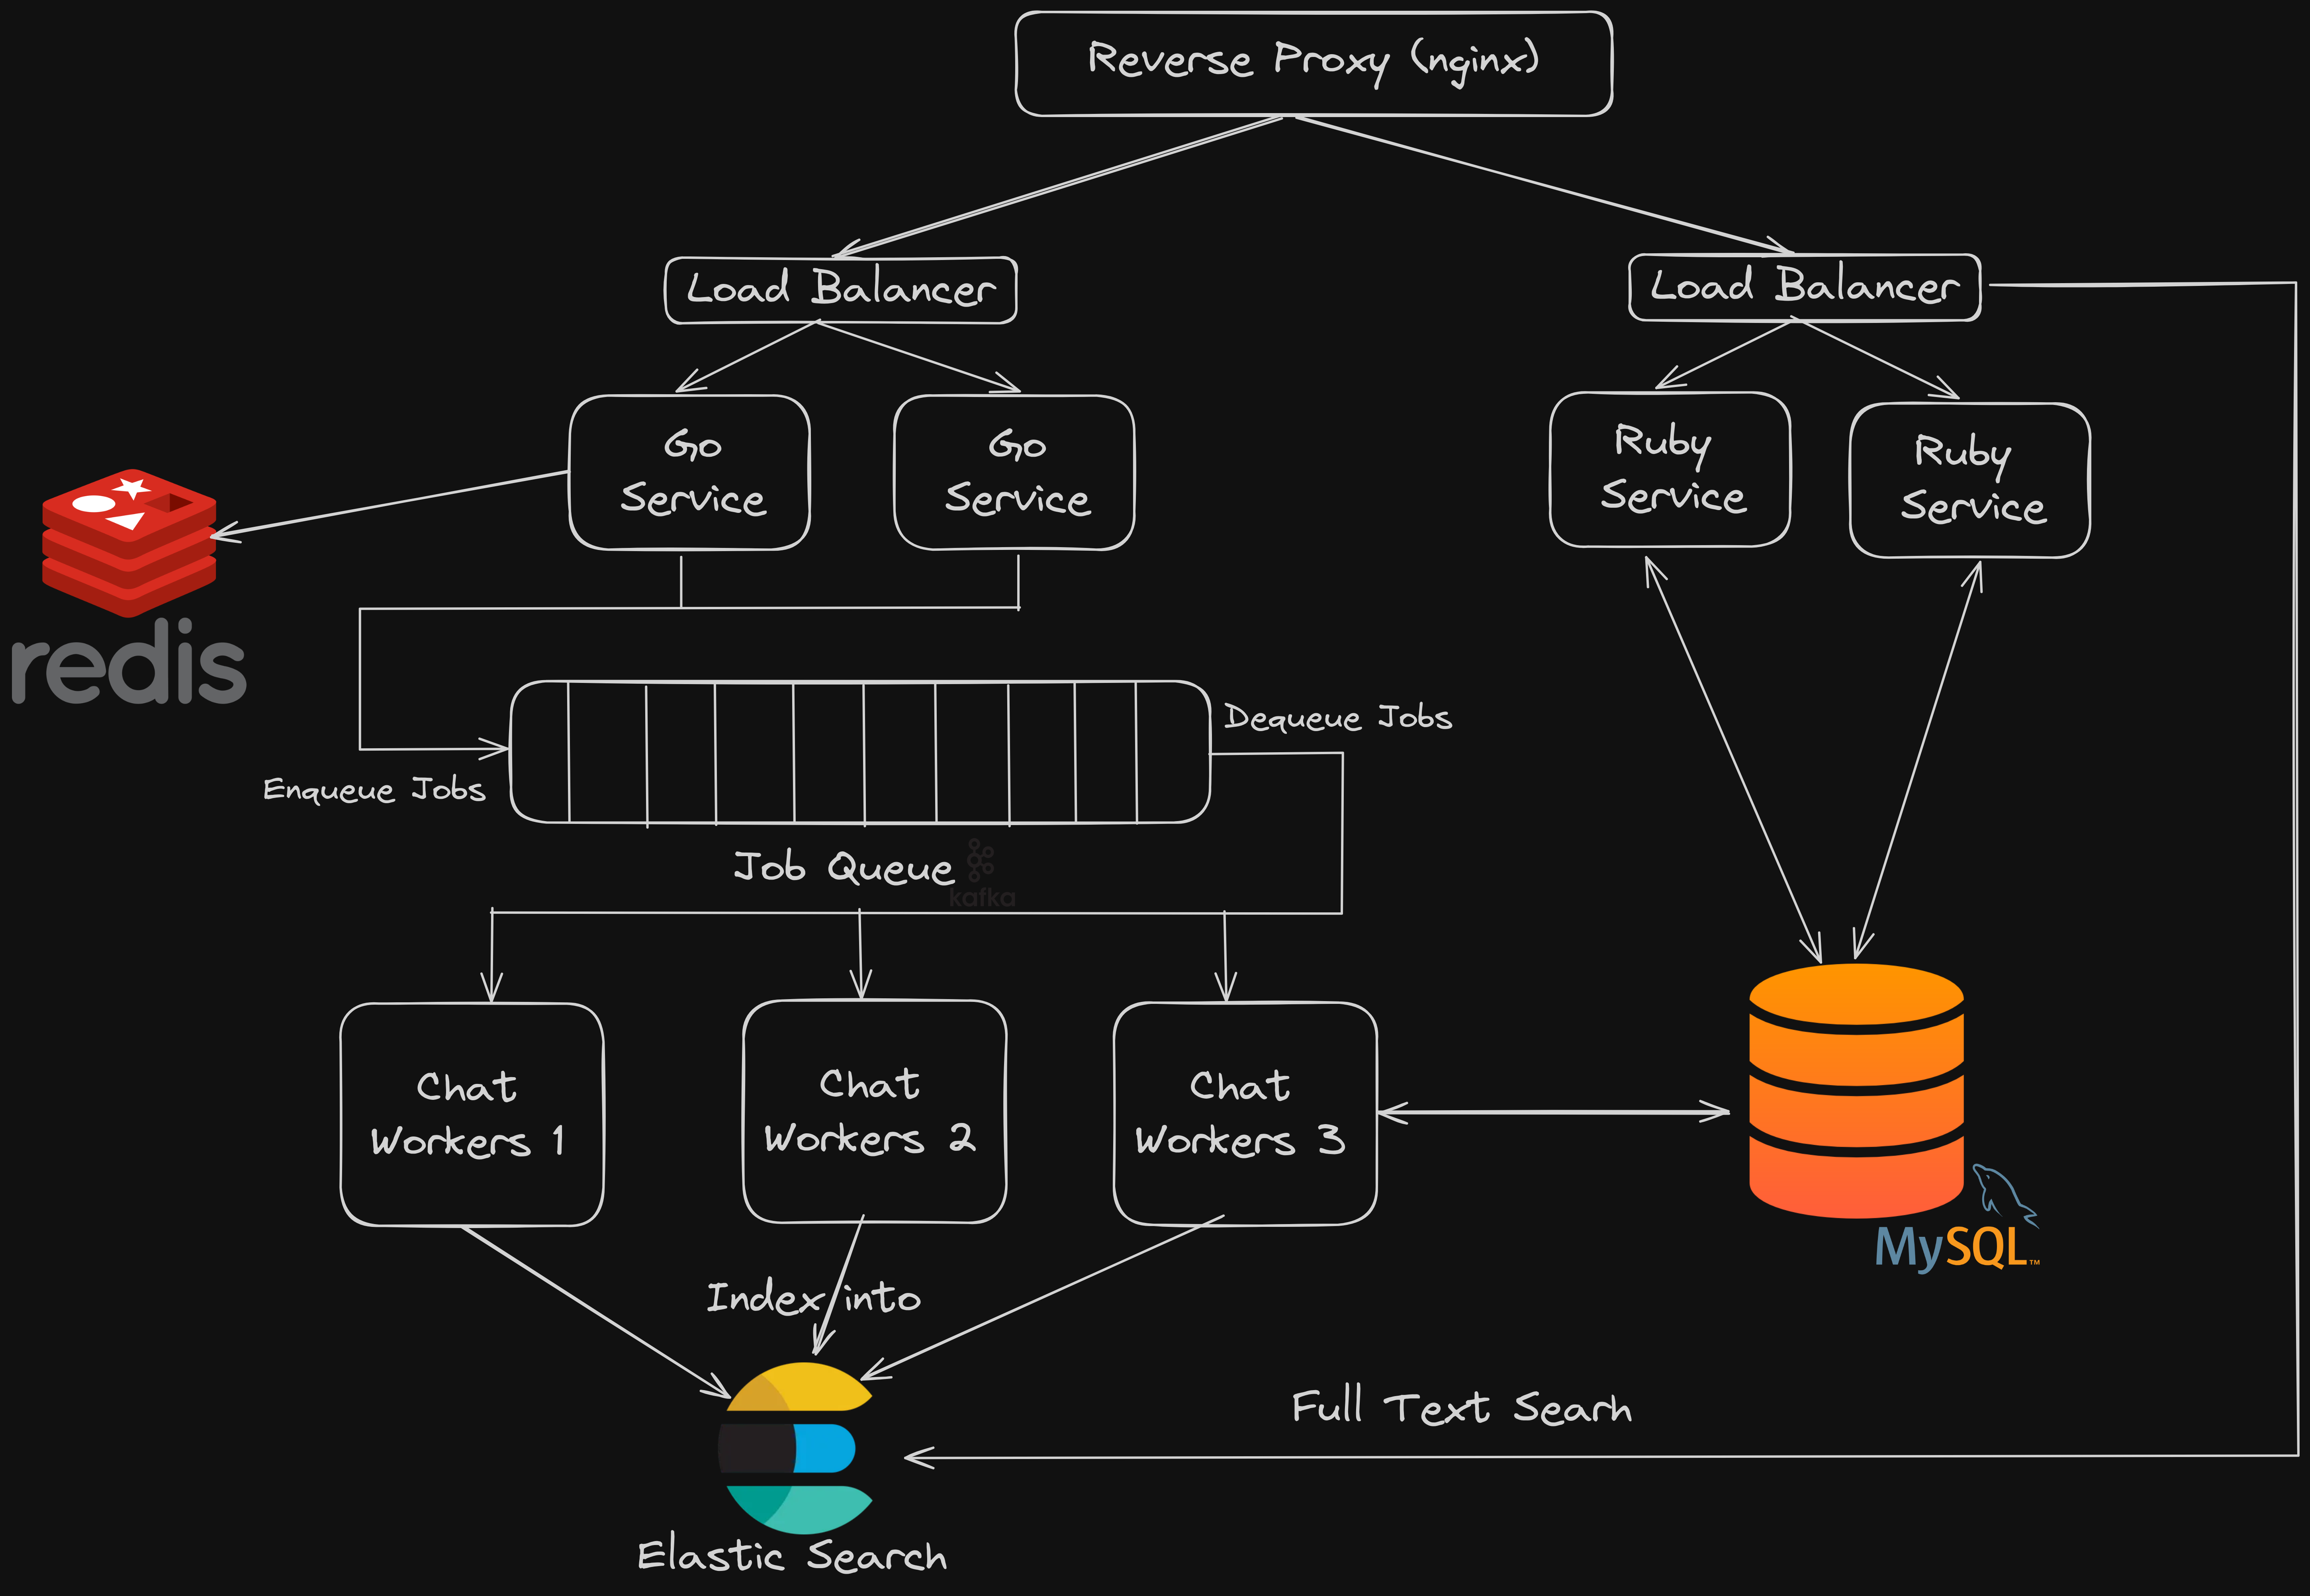 Reverse Proxy (nginx)
Load Balancer
Load Balancer
Go
Service
Go
Service
Ruby
Service
Ruby
Service
redis
Dequeue Jobs
Enqueue Jobs
Job Queue
kafka
Chat
Workers 1
Chat
Workers 2
Chat
Workers 3
MySQL™
Index into
Full Text Searh
Elastic Search